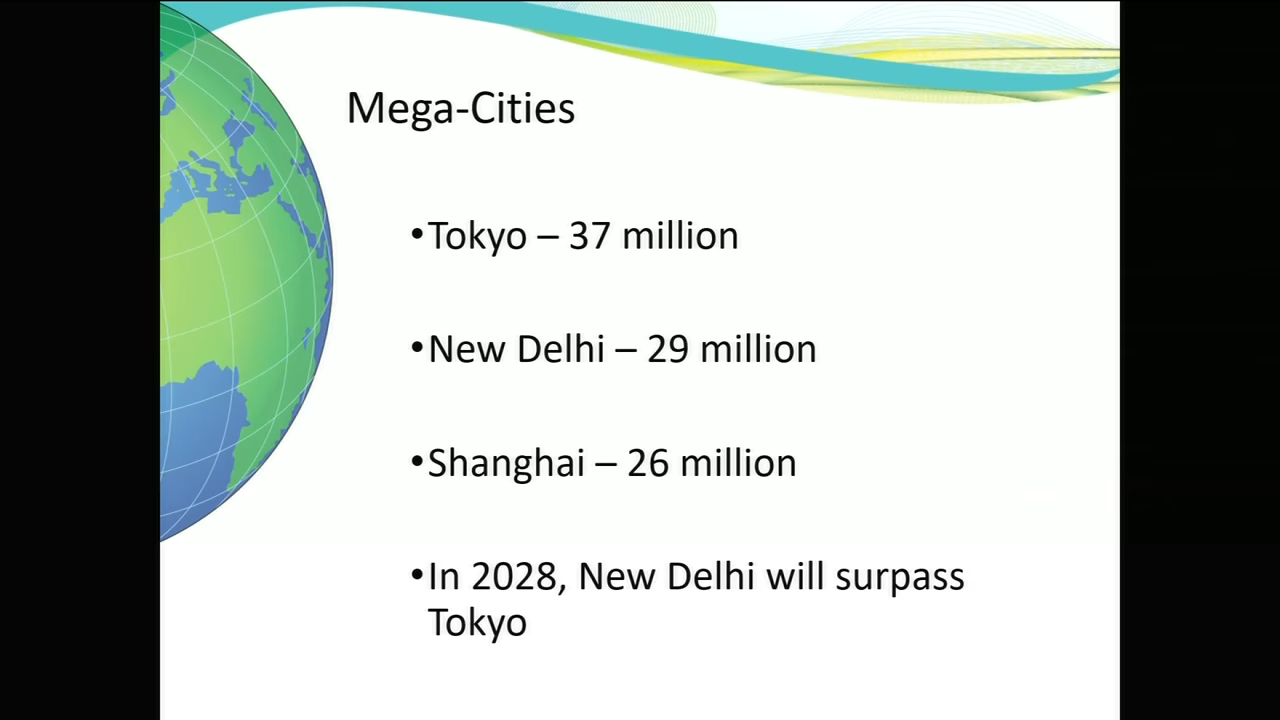 Mega-Cities
•Tokyo – 37 million
•New Delhi – 29 million
•Shanghai – 26 million
•In 2028, New Delhi will surpass
Tokyo